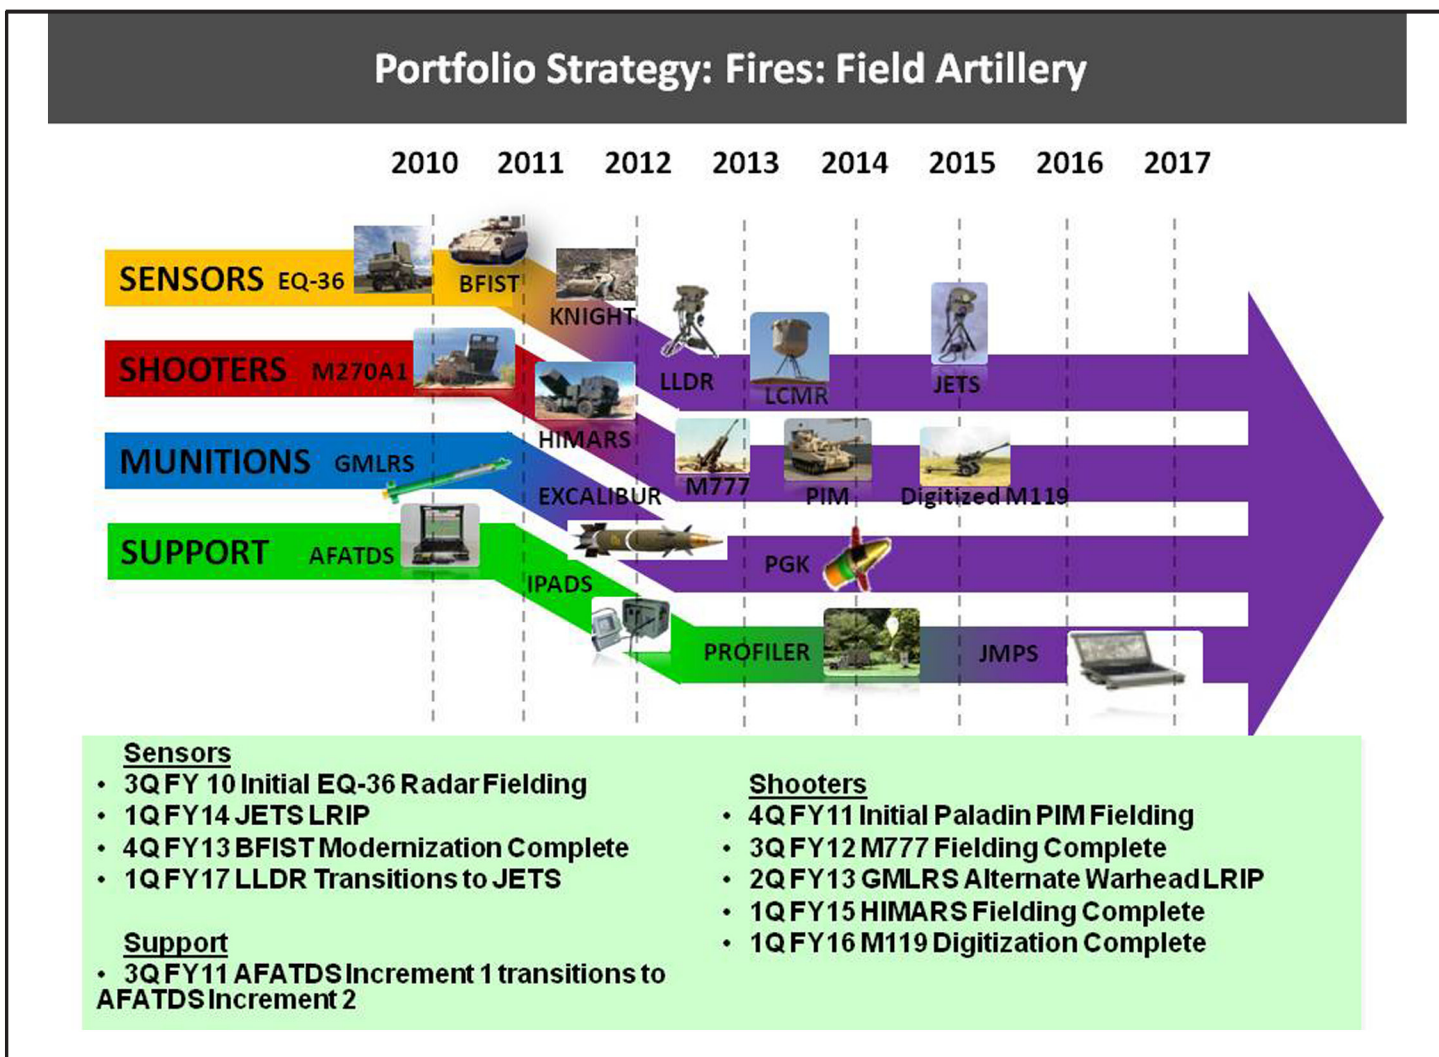 Portfolio Strategy: Fires: Field Artillery
2010 2011 2012 2013 2014 2015 2016 2017
SENSORS EQ-36
BFIST
KNIGHT
LLDR
LCMR
JETS
SHOOTERS M270A1
HIMARS
M777
PIM
Digitized M119
MUNITIONS GMLRS
EXCALIBUR
PGK
SUPPORT AFATDS
IPADS
PROFILER
JMPS
Sensors
• 3Q FY 10 Initial EQ-36 Radar Fielding
• 1Q FY14 JETS LRIP
• 4Q FY13 BFIST Modernization Complete
• 1Q FY17 LLDR Transitions to JETS
Support
• 3Q FY11 AFATDS Increment 1 transitions to
AFATDS Increment 2
Shooters
• 4Q FY11 Initial Paladin PIM Fielding
• 3Q FY12 M777 Fielding Complete
• 2Q FY13 GMLRS Alternate Warhead LRIP
• 1Q FY15 HIMARS Fielding Complete
• 1Q FY16 M119 Digitization Complete